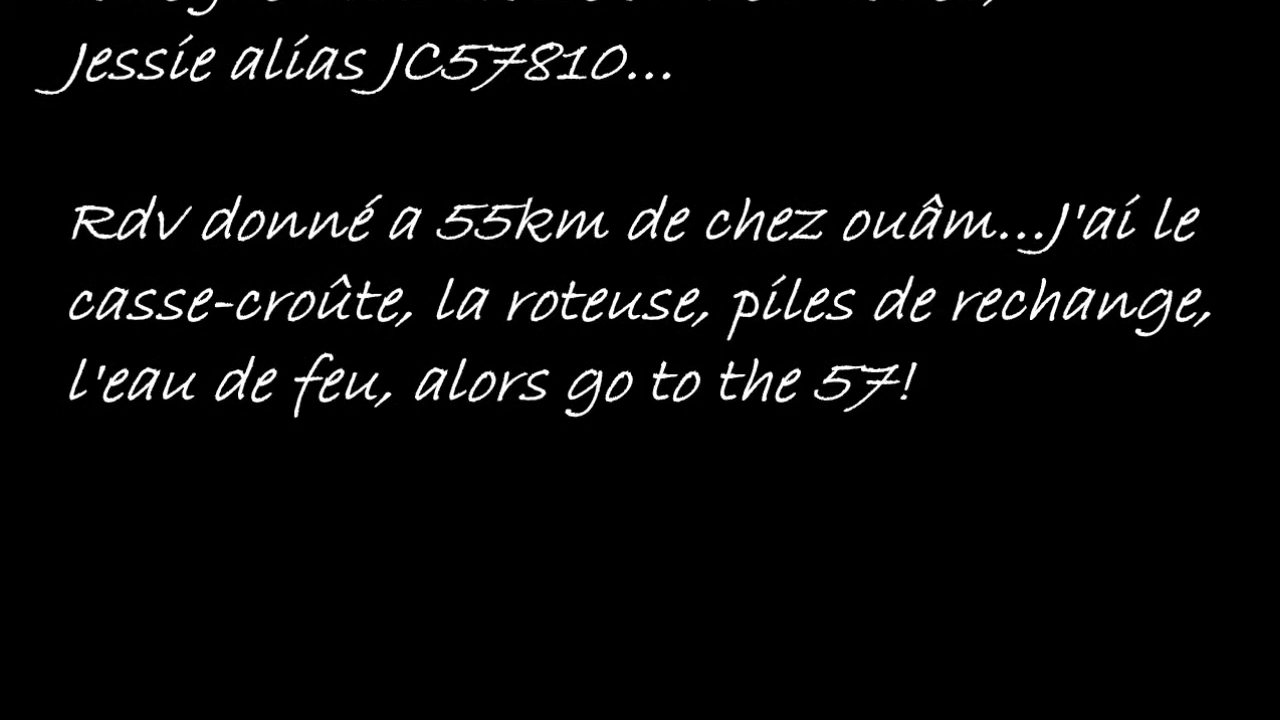 Jessie alias JC57810...
Rdv donné a 55km de chez ouâm...J'ai le
casse-croûte, la roteuse, piles de rechange,
l'eau de feu, alors go to the 57!